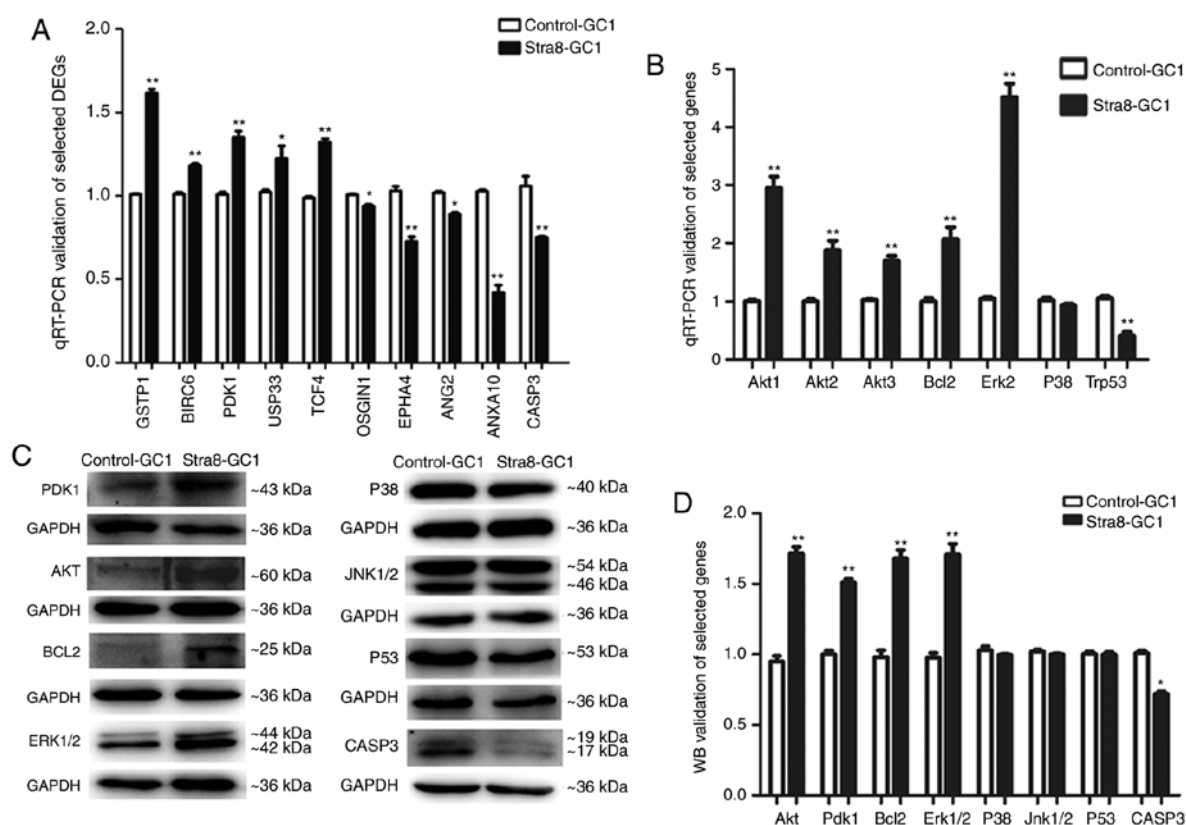 A
Control-GC1
Stra8-GC1
qRT-PCR validation of selected DEGs
2.0
1.5
1.0
0.5
0.0
** ** ** * ** * ** * ** **
GSTP1 BIRC6 PDK1 USP33 TCF4 OSGIN1 EPHA4 ANG2 ANXA10 CASP3
B
Control-GC1
Stra8-GC1
qRT-PCR validation of selected genes
5
4
3
2
1
0
** ** ** ** ** **
Akt1 Akt2 Akt3 Bcl2 Erk2 P38 Trp53
C
Control-GC1 Stra8-GC1
PDK1 ~43 kDa
GAPDH ~36 kDa
AKT ~60 kDa
GAPDH ~36 kDa
BCL2 ~25 kDa
GAPDH ~36 kDa
ERK1/2 ~44 kDa
~42 kDa
GAPDH ~36 kDa
Control-GC1 Stra8-GC1
P38 ~40 kDa
GAPDH ~36 kDa
JNK1/2 ~54 kDa
~46 kDa
GAPDH ~36 kDa
P53 ~53 kDa
GAPDH ~36 kDa
CASP3 ~19 kDa
~17 kDa
GAPDH ~36 kDa
D
Control-GC1
Stra8-GC1
WB validation of selected genes
2.0
1.5
1.0
0.5
0.0
** ** ** ** *
Akt Pdk1 Bcl2 Erk1/2 P38 Jnk1/2 P53 CASP3